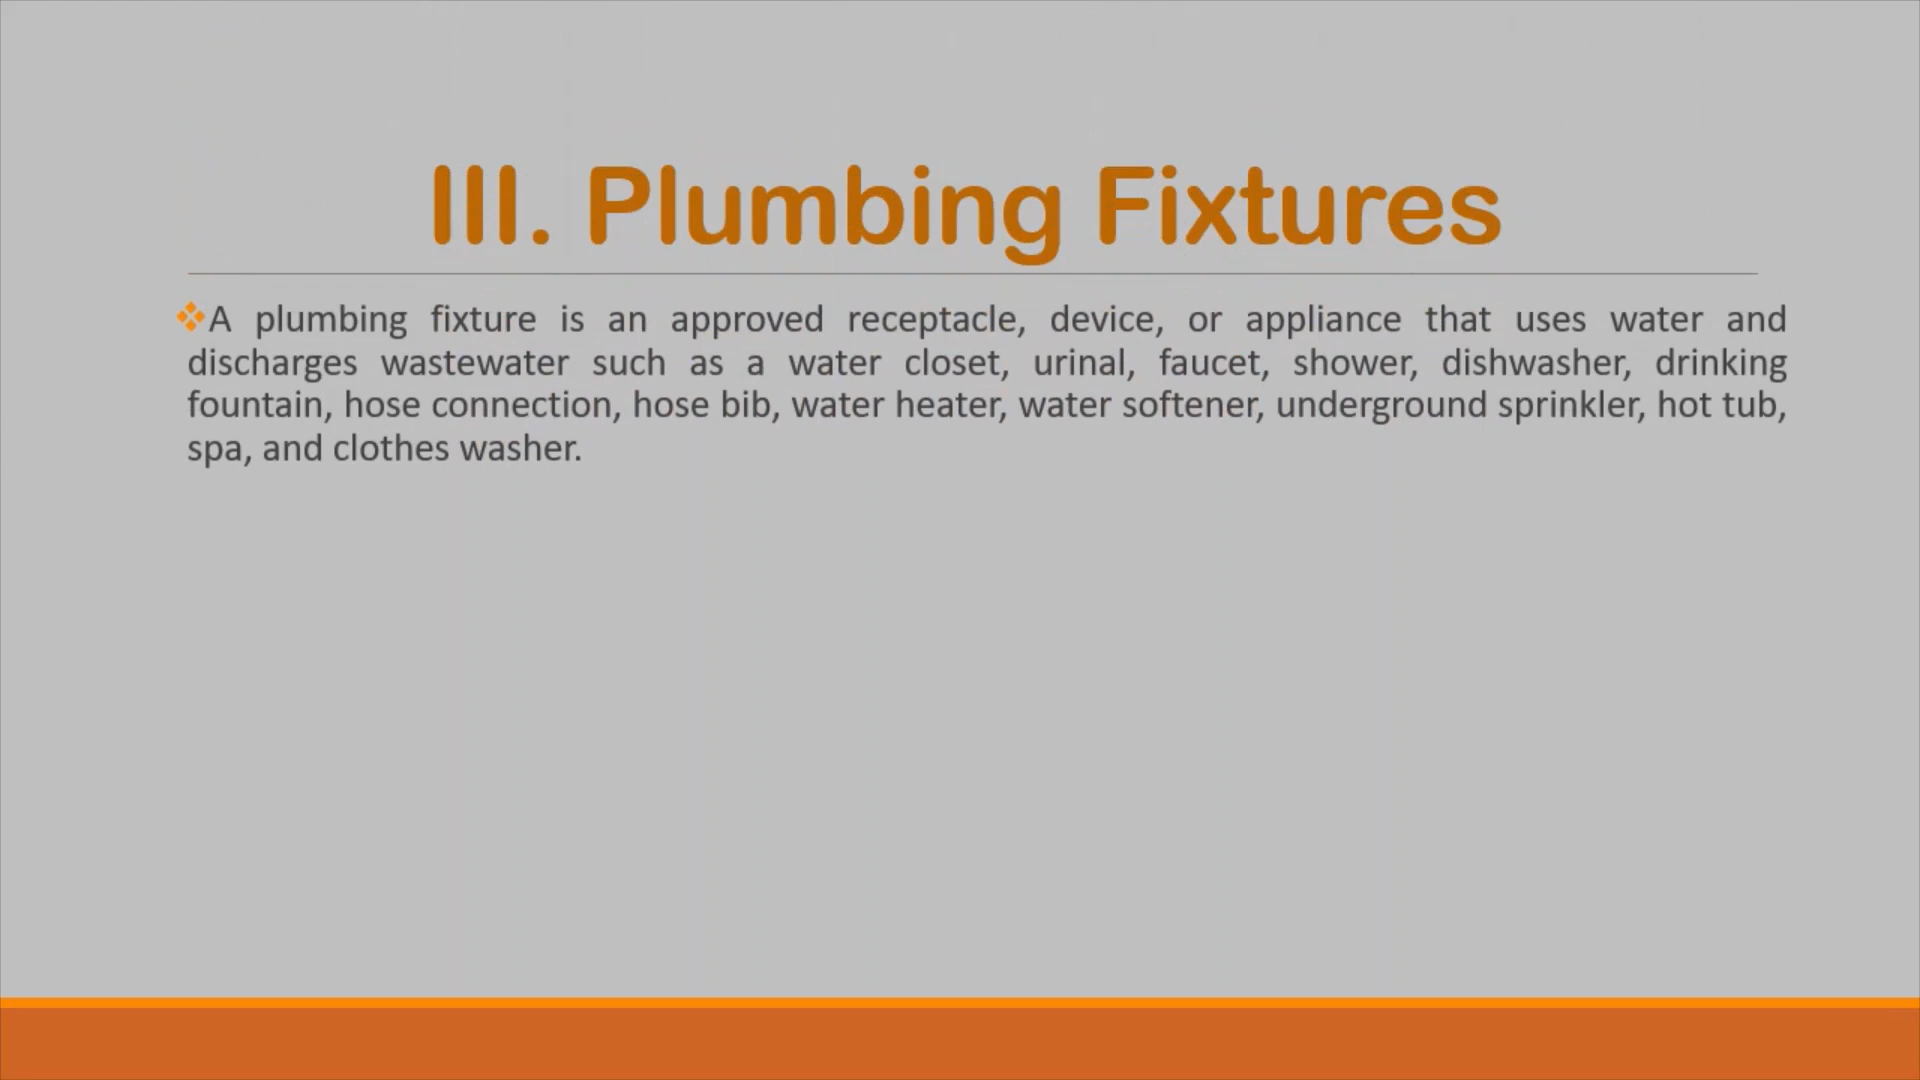 III. Plumbing Fixtures
❖A plumbing fixture is an approved receptacle, device, or appliance that uses water and
discharges wastewater such as a water closet, urinal, faucet, shower, dishwasher, drinking
fountain, hose connection, hose bib, water heater, water softener, underground sprinkler, hot tub,
spa, and clothes washer.